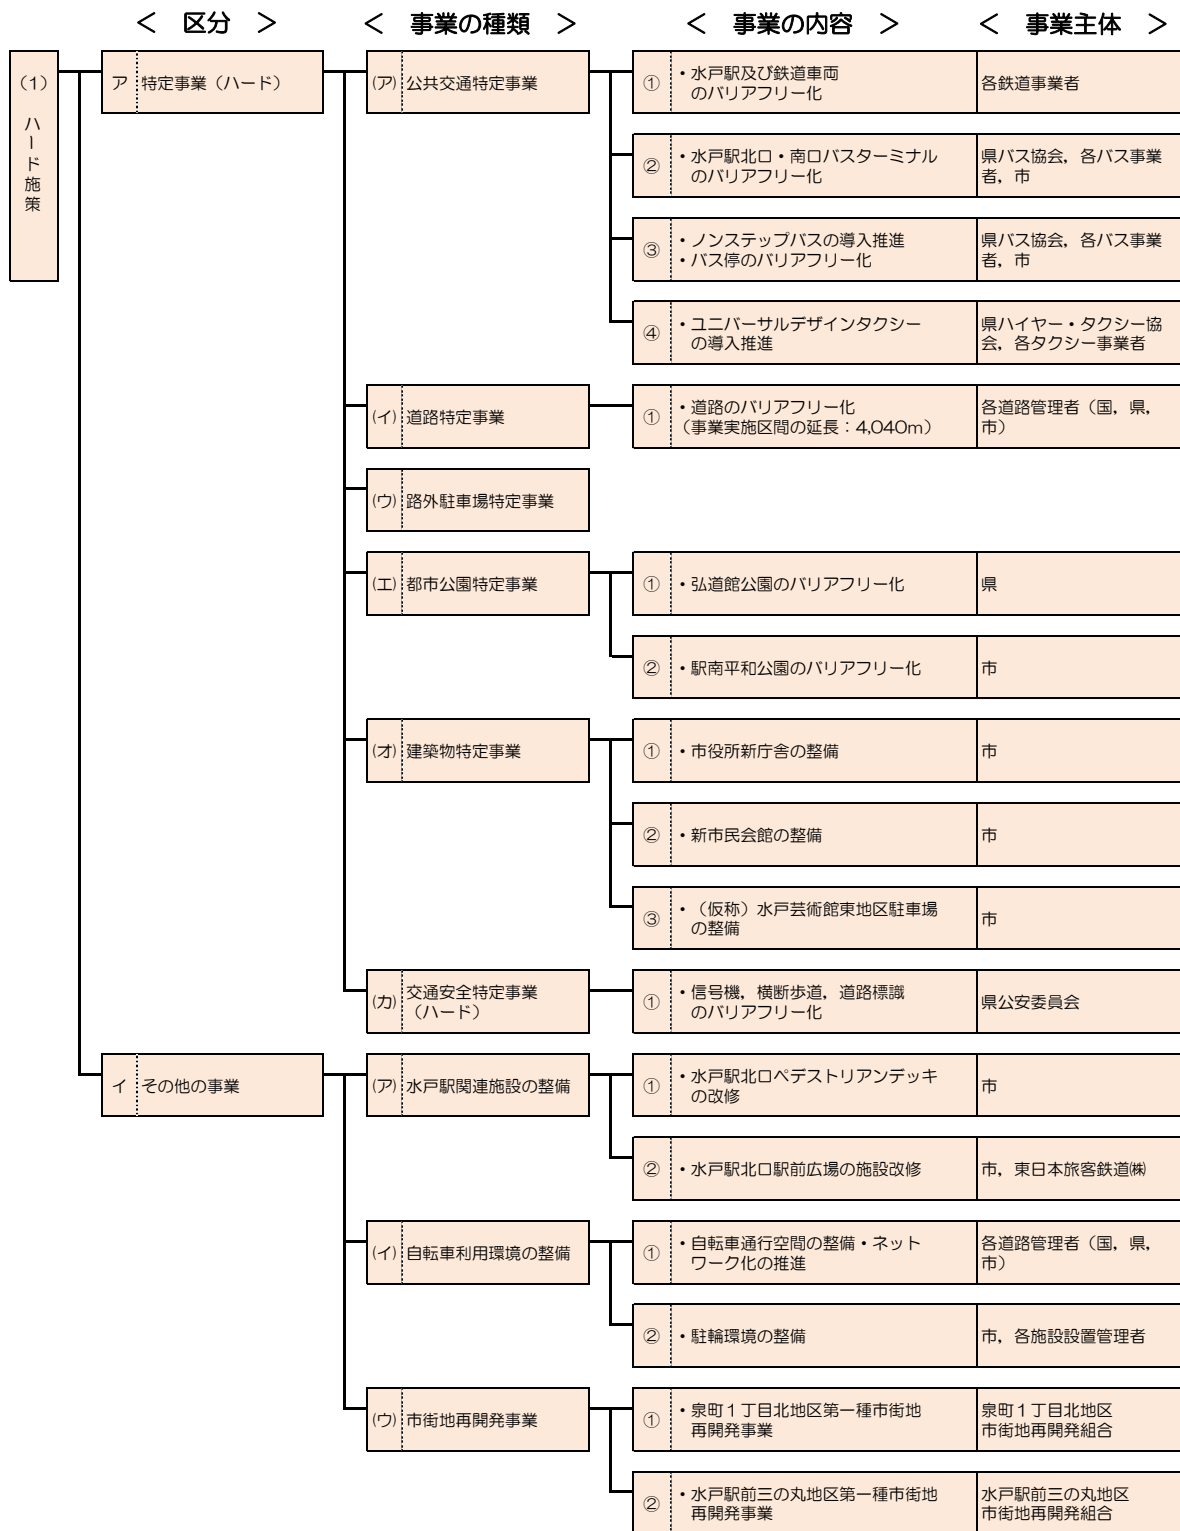 ＜　区分　＞　＜　事業の種類　＞　＜　事業の内容　＞　＜　事業主体　＞
(1)　ハード施策
ア　特定事業（ハード）
(ア)　公共交通特定事業
①　・水戸駅及び鉄道車両
のバリアフリー化
各鉄道事業者
②　・水戸駅北口・南口バスターミナル
のバリアフリー化
県バス協会，各バス事業
者，市
③　・ノンステップバスの導入推進
・バス停のバリアフリー化
県バス協会，各バス事業
者，市
④　・ユニバーサルデザインタクシー
の導入推進
県ハイヤー・タクシー協
会，各タクシー事業者
(イ)　道路特定事業
①　・道路のバリアフリー化
（事業実施区間の延長：4,040m）
各道路管理者（国，県，
市）
(ウ)　路外駐車場特定事業
(エ)　都市公園特定事業
①　・弘道館公園のバリアフリー化
県
②　・駅南平和公園のバリアフリー化
市
(オ)　建築物特定事業
①　・市役所新庁舎の整備
市
②　・新市民会館の整備
市
③　・（仮称）水戸芸術館東地区駐車場
の整備
市
(カ)　交通安全特定事業
（ハード）
①　・信号機，横断歩道，道路標識
のバリアフリー化
県公安委員会
イ　その他の事業
(ア)　水戸駅関連施設の整備
①　・水戸駅北口ペデストリアンデッキ
の改修
市
②　・水戸駅北口駅前広場の施設改修
市，東日本旅客鉄道㈱
(イ)　自転車利用環境の整備
①　・自転車通行空間の整備・ネット
ワーク化の推進
各道路管理者（国，県，
市）
②　・駐輪環境の整備
市，各施設設置管理者
(ウ)　市街地再開発事業
①　・泉町１丁目北地区第一種市街地
再開発事業
泉町１丁目北地区
市街地再開発組合
②　・水戸駅前三の丸地区第一種市街地
再開発事業
水戸駅前三の丸地区
市街地再開発組合